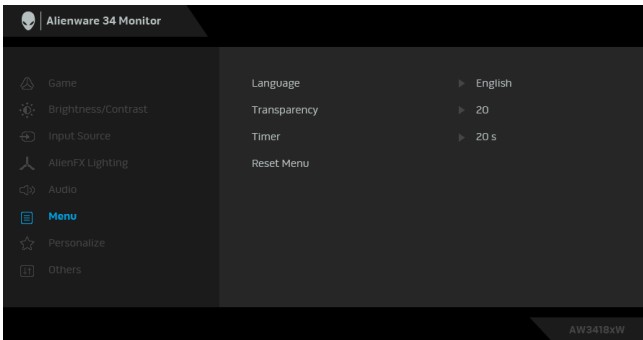 Alienware 34 Monitor
Game
Language English
Brightness/Contrast
Transparency 20
Input Source
Timer 20 s
AlienFX Lighting
Reset Menu
Audio
Menu
Personalize
Others
AW3418xW